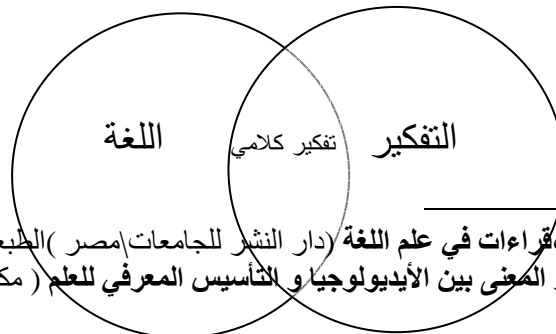 اللغة
تفكير كلامي
التفكير
قراءات في علم اللغة (دار النشر للجامعات\مصر )الطبع
المعنى بين الأيديولوجيا و التأسيس المعرفي للعلم ( مك